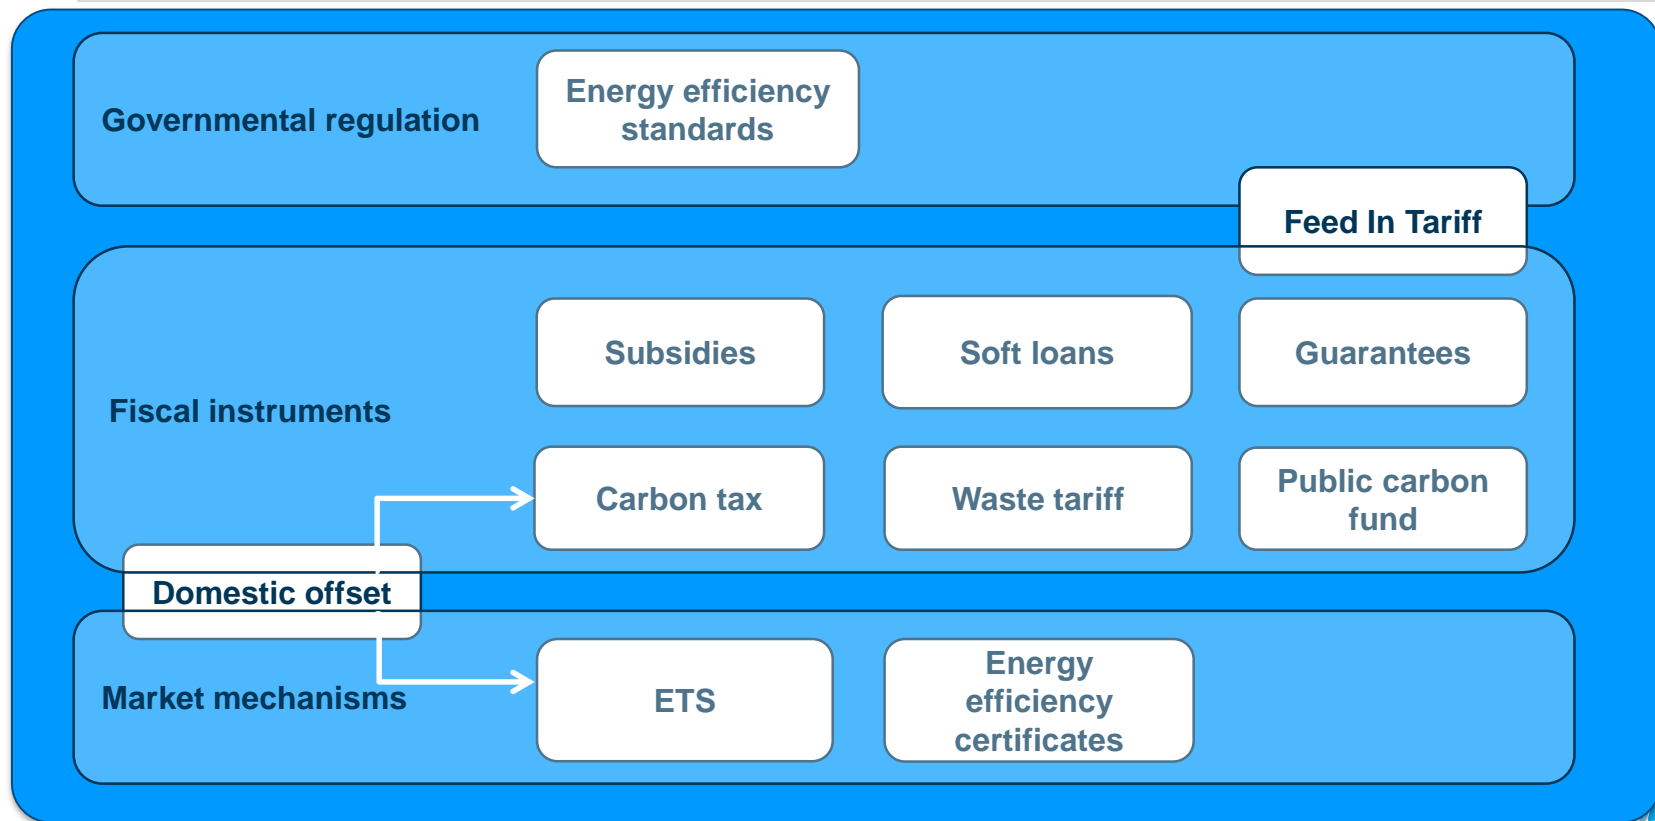 Governmental regulation
Energy efficiency
standards
Feed In Tariff
Fiscal instruments
Subsidies
Soft loans
Guarantees
Carbon tax
Waste tariff
Public carbon
fund
Domestic offset
Market mechanisms
ETS
Energy
efficiency
certificates